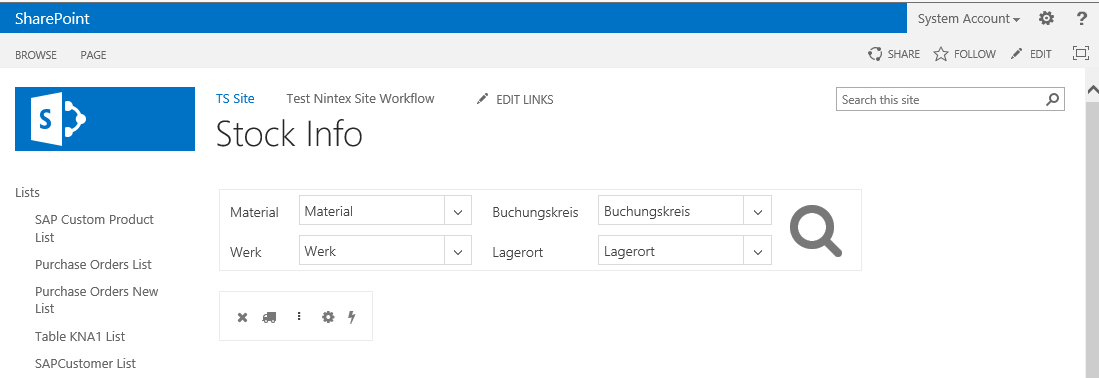 SharePoint
System Account
?
BROWSE PAGE
SHARE FOLLOW EDIT
S
TS Site Test Nintex Site Workflow EDIT LINKS
Search this site
Stock Info
Lists
SAP Custom Product
List
Purchase Orders List
Purchase Orders New
List
Table KNA1 List
SAPCustomer List
Material Material Buchungskreis Buchungskreis
Werk Werk Lagerort Lagerort